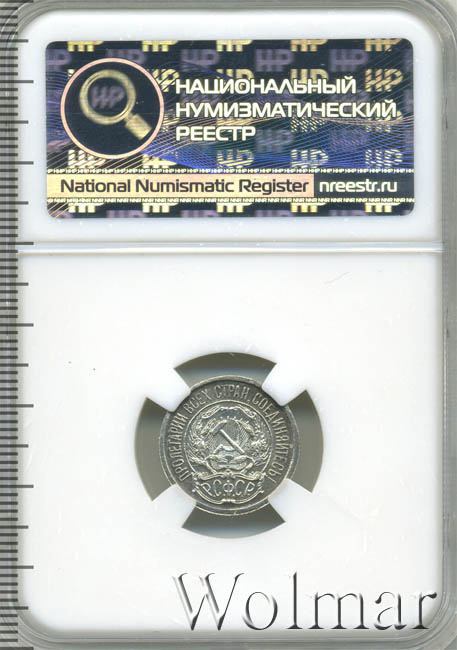 НАЦИОНАЛЬНЫЙ
НУМИЗМАТИЧЕСКИЙ
РЕЕСТР
National Numismatic Register nreestr.ru
ПРОЛЕТАРИИ ВСЕХ СТРАН, СОЕДИНЯЙТЕСЬ!
РСФСР
Wolmar